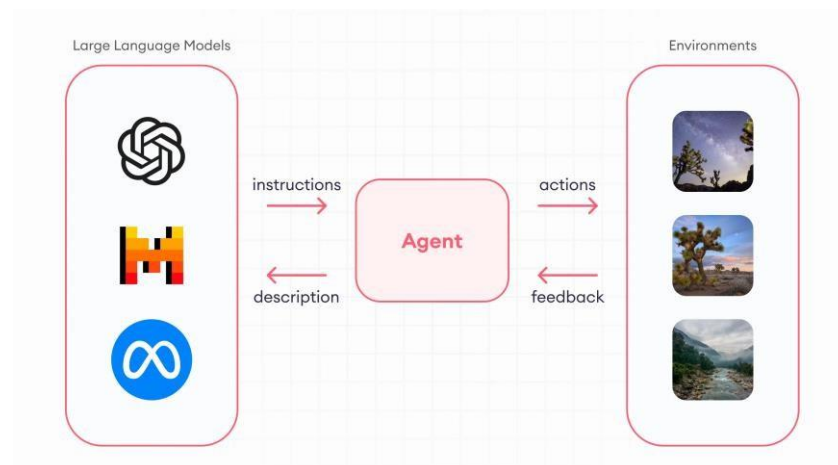 Large Language Models
Environments
instructions
actions
Agent
description
feedback